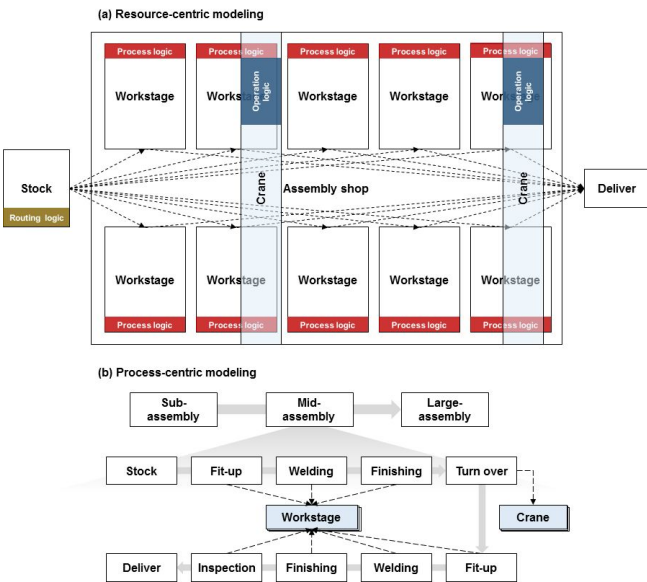 (a) Resource-centric modeling
Process logic Process logic Process logic Process logic Process logic
Workstage Workstage Workstage Workstage Workstage
Operation logic
Operation logic
Stock
Routing logic
Crane
Assembly shop
Crane
Deliver
Workstage Workstage Workstage Workstage Workstage
Process logic Process logic Process logic Process logic Process logic
(b) Process-centric modeling
Sub-
assembly
Mid-
assembly
Large-
assembly
Stock Fit-up Welding Finishing Turn over
Workstage Crane
Deliver Inspection Finishing Welding Fit-up